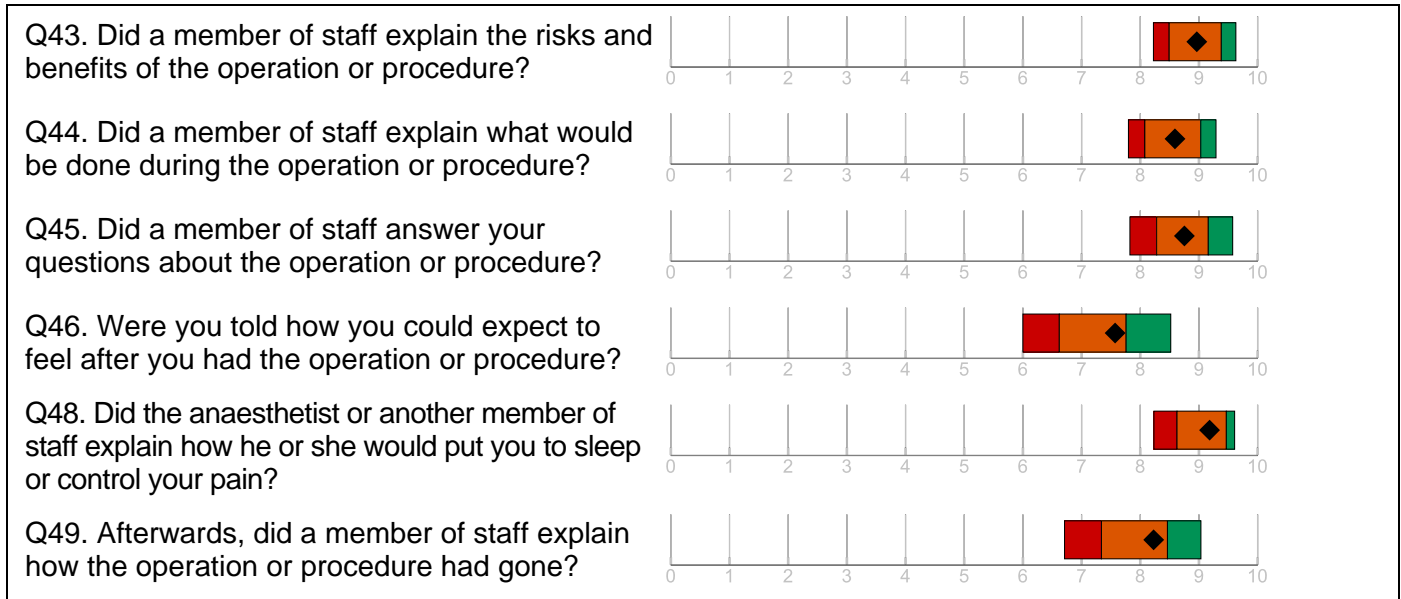 Q43. Did a member of staff explain the risks and
benefits of the operation or procedure?
0 1 2 3 4 5 6 7 8 9 10
Q44. Did a member of staff explain what would
be done during the operation or procedure?
0 1 2 3 4 5 6 7 8 9 10
Q45. Did a member of staff answer your
questions about the operation or procedure?
0 1 2 3 4 5 6 7 8 9 10
Q46. Were you told how you could expect to
feel after you had the operation or procedure?
0 1 2 3 4 5 6 7 8 9 10
Q48. Did the anaesthetist or another member of
staff explain how he or she would put you to sleep
or control your pain?
0 1 2 3 4 5 6 7 8 9 10
Q49. Afterwards, did a member of staff explain
how the operation or procedure had gone?
0 1 2 3 4 5 6 7 8 9 10